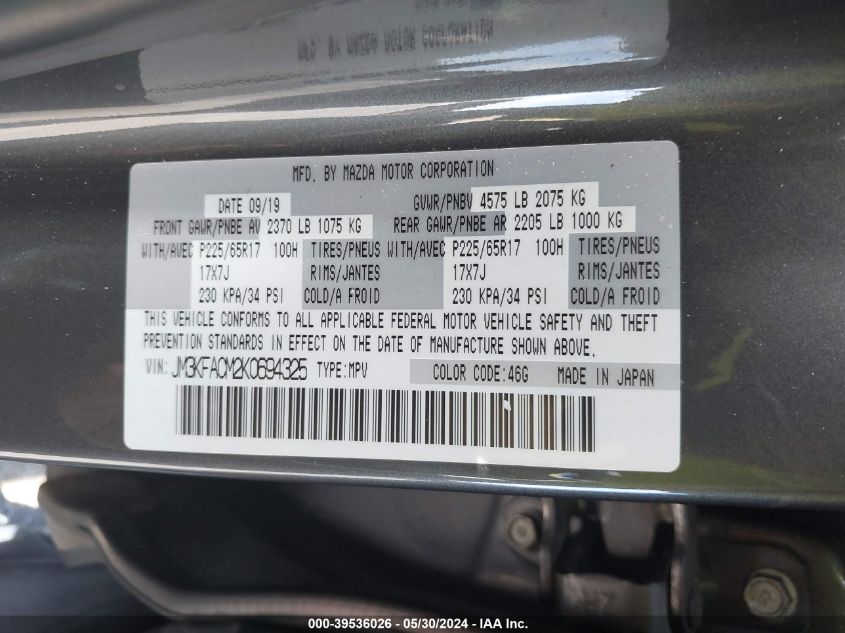 MFD. BY MAZDA MOTOR CORPORATION
MFD. BY MAZDA MOTOR CORPORATION
DATE 09/19 GVWR/PNBV 4575 LB 2075 KG
FRONT GAWR/PNBE AV 2370 LB 1075 KG REAR GAWR/PNBE AR 2205 LB 1000 KG
WITH/AVEC P225/65R17 100H TIRES/PNEUS WITH/AVEC P225/65R17 100H TIRES/PNEUS
17X7J RIMS/JANTES 17X7J RIMS/JANTES
230 KPA/34 PSI COLD/A FROID 230 KPA/34 PSI COLD/A FROID
THIS VEHICLE CONFORMS TO ALL APPLICABLE FEDERAL MOTOR VEHICLE SAFETY AND THEFT
PREVENTION STANDARDS IN EFFECT ON THE DATE OF MANUFACTURE SHOWN ABOVE.
VIN: JM3KFACM2K0694325 TYPE: MPV COLOR CODE: 46G MADE IN JAPAN
000-39536026 - 05/30/2024 - IAA Inc.